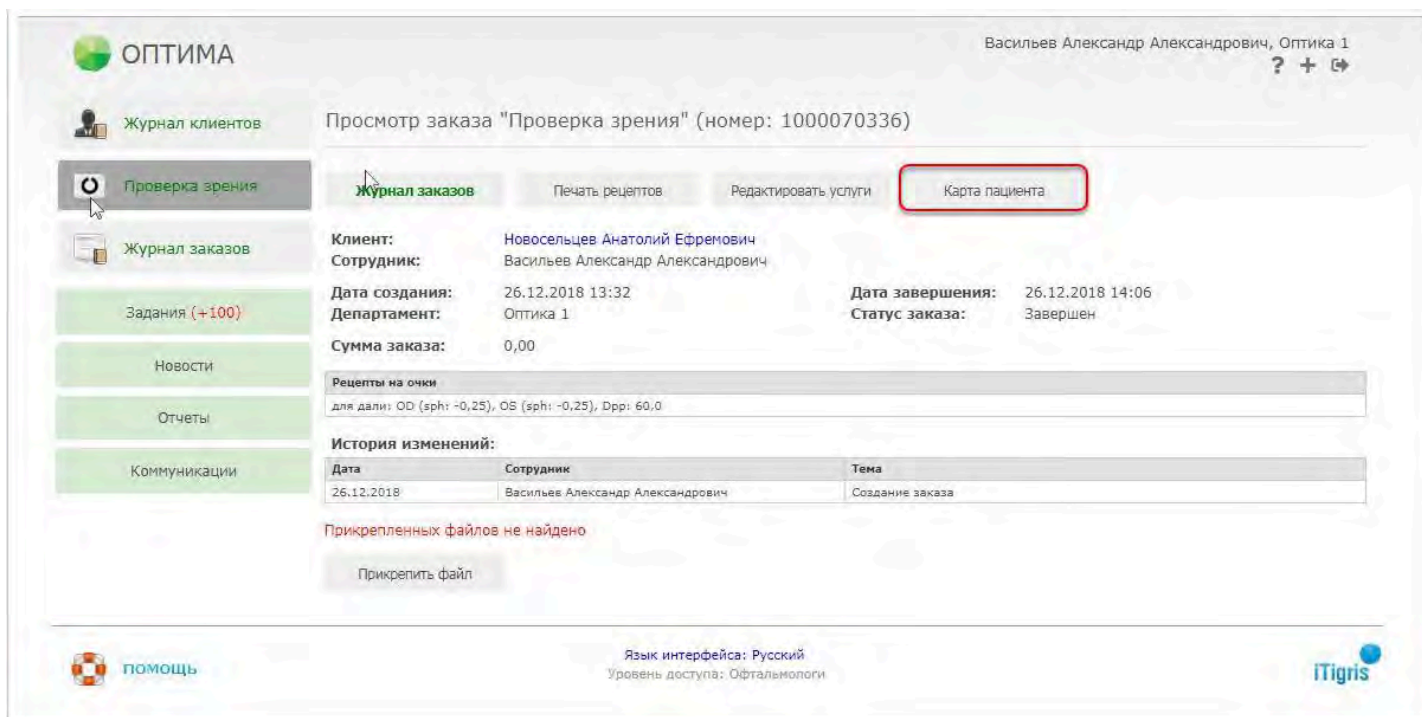 ОПТИМА
Васильев Александр Александрович, Оптика 1
Журнал клиентов
Проверка зрения
Журнал заказов
Задания (+100)
Новости
Отчеты
Коммуникации
Просмотр заказа "Проверка зрения" (номер: 1000070336)
Журнал заказов Печать рецептов Редактировать услуги Карта пациента
Клиент: Новосельцев Анатолий Ефремович
Сотрудник: Васильев Александр Александрович
Дата создания: 26.12.2018 13:32 Дата завершения: 26.12.2018 14:06
Департамент: Оптика 1 Статус заказа: Завершен
Сумма заказа: 0,00
Рецепты на очки
для дали: OD (sph: -0,25), OS (sph: -0,25), Dpp: 60,0
История изменений:
Дата Сотрудник Тема
26.12.2018 Васильев Александр Александрович Создание заказа
Прикрепленных файлов не найдено
Прикрепить файл
ПОМОЩЬ
Язык интерфейса: Русский
Уровень доступа: Офтальмологи
iTigris